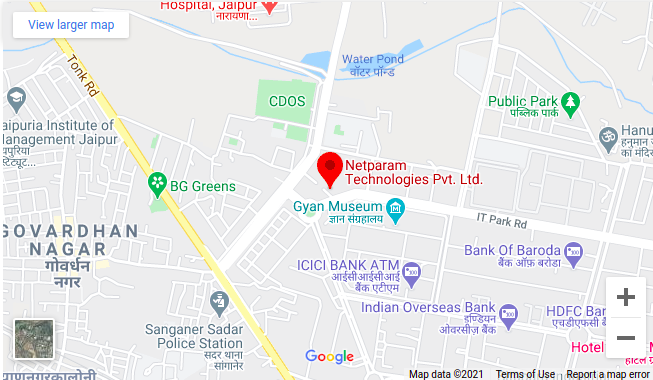 Hospital, Jaipur
नारायणा...
View larger map
Tonk Rd
Water Pond
वॉटर पॉन्ड
CDOS
Public Park
पब्लिक पार्क
aipuria Institute of
Management Jaipur
यपुरिया
स्टिट्यूट...
Hanu
हनुमान ज
का मंदि
Netparam
Technologies Pvt. Ltd.
BG Greens
Gyan Museum
ज्ञान संग्रहालय
IT Park Rd
GOVARDHAN
NAGAR
गोवर्धन
नगर
Bank Of Baroda
बैंक ऑफ़ बरोडा
ICICI BANK ATM
आईसीआईसीआई
बैंक एटीएम
Indian Overseas Bank
इण्डियन
ओवरसीज़ बैंक
HDFC Ban
एचडीएफसी बैं
Sanganer Sadar
Police Station
सदर थाना
सांगानेर
Hotel
M
होटल ग्रै
Google
Map data ©2021
Terms of Use
Report a map error